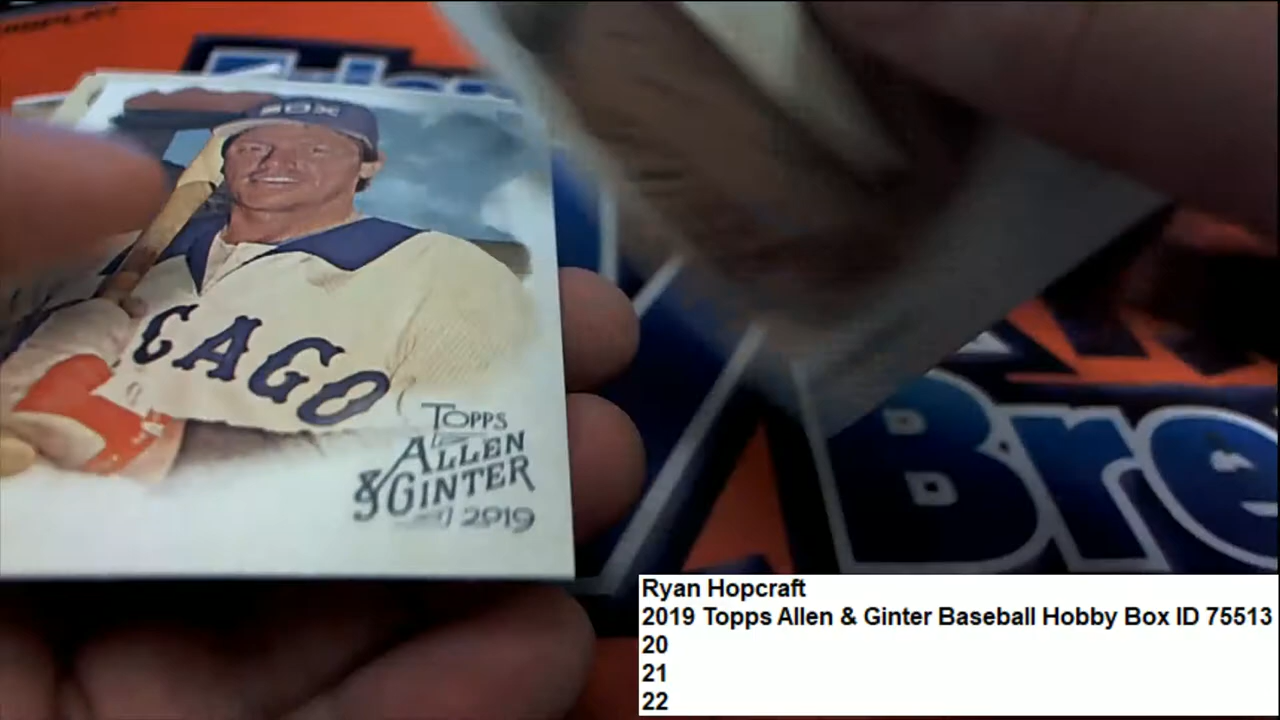 SOX
CAGO
TOPPS
ALLEN
& GINTER
2019
Bre
Ryan Hopcraft
2019 Topps Allen & Ginter Baseball Hobby Box ID 75513
20
21
22